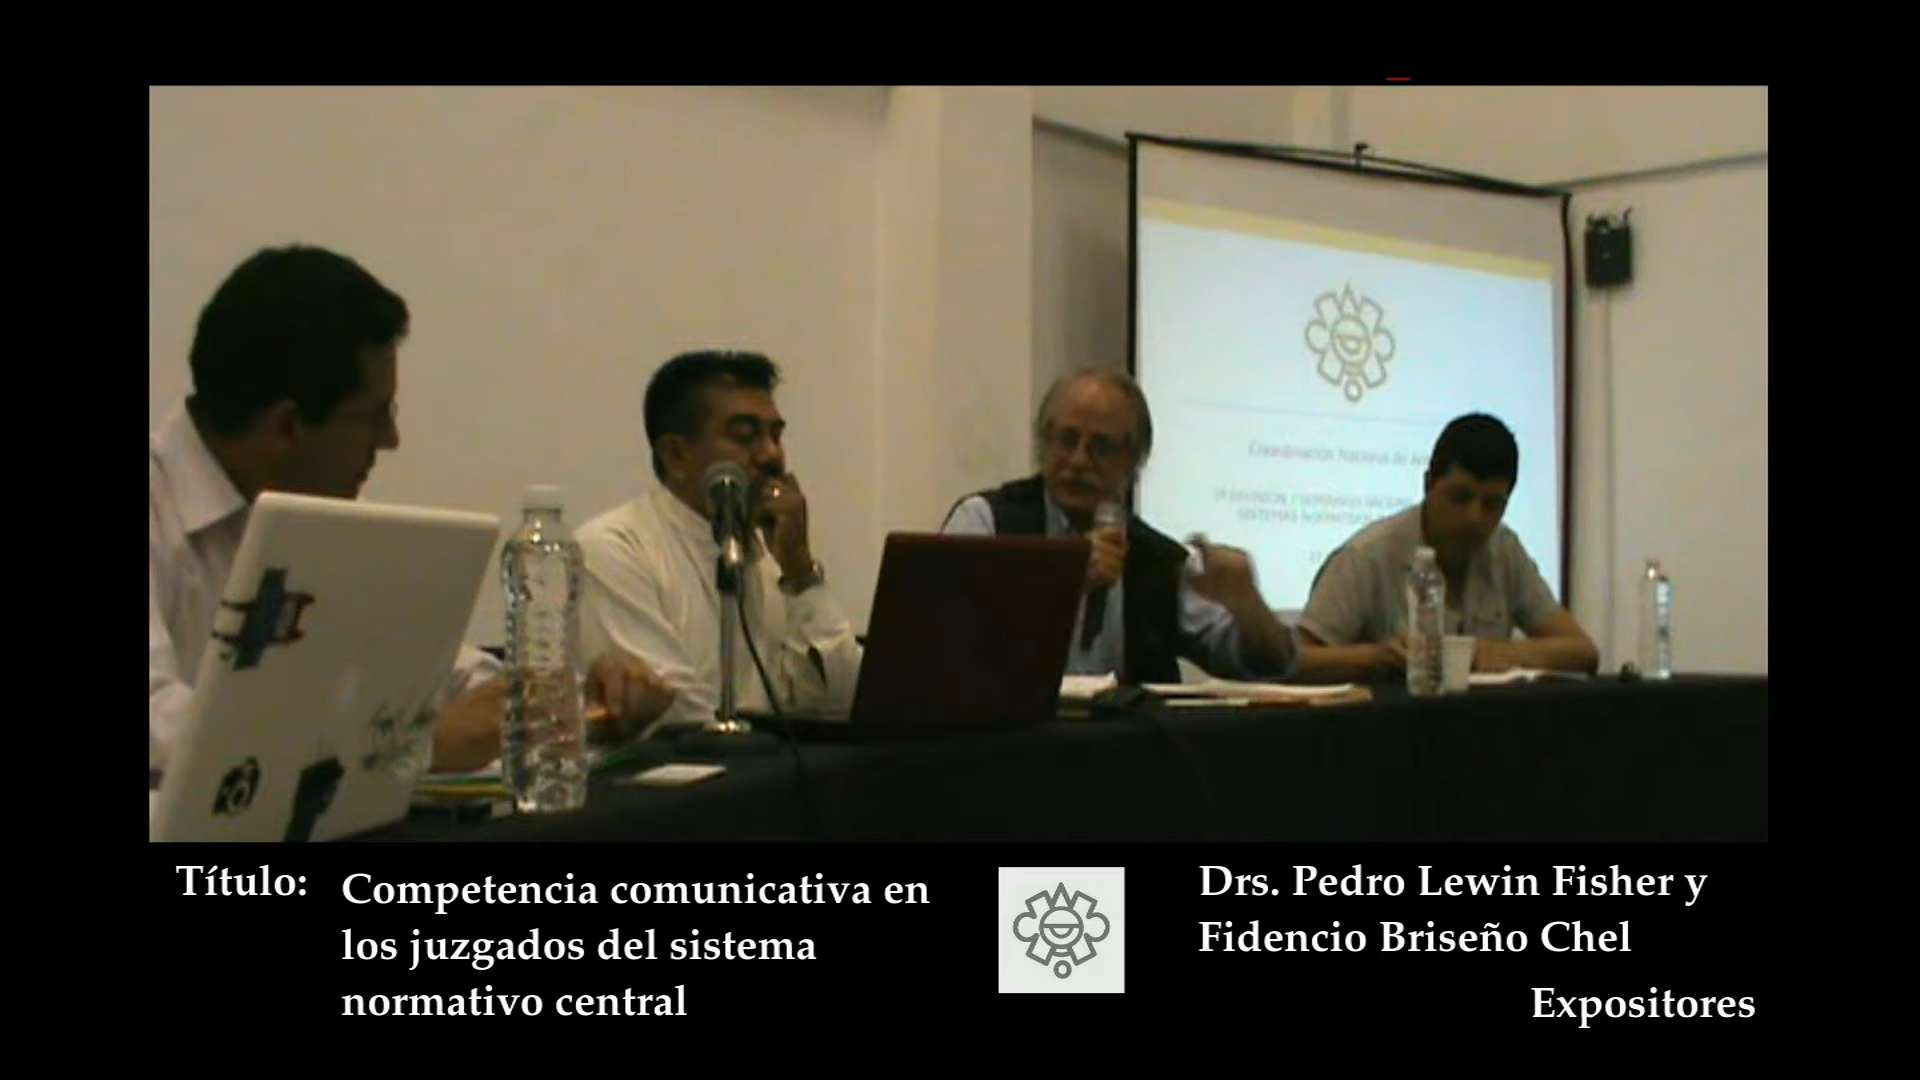 Coordinación Nacional de
Título:
Competencia comunicativa en
los juzgados del sistema
normativo central
Drs. Pedro Lewin Fisher y
Fidencio Briseño Chel
Expositores